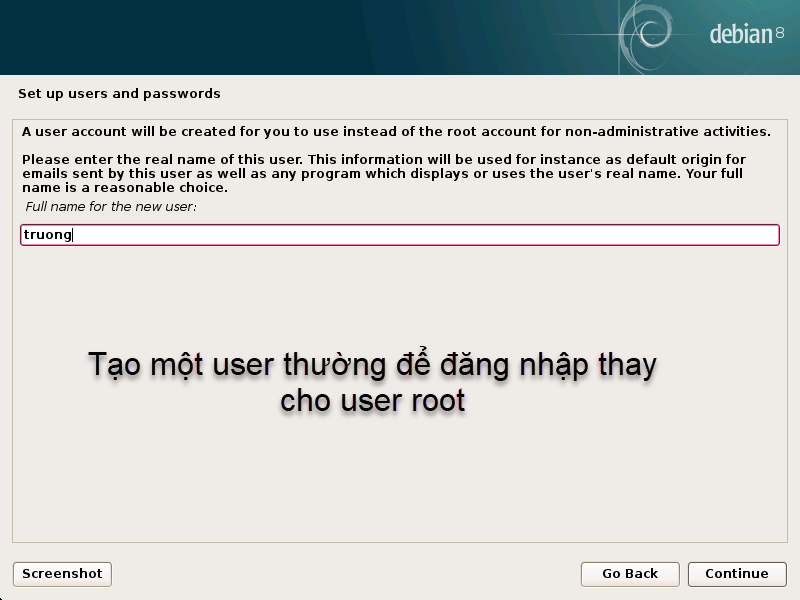 debian 8
Set up users and passwords
A user account will be created for you to use instead of the root account for non-administrative activities.
Please enter the real name of this user. This information will be used for instance as default origin for
emails sent by this user as well as any program which displays or uses the user's real name. Your full
name is a reasonable choice.
Full name for the new user:
truong
Tạo một user thường để đăng nhập thay
cho user root
Screenshot
Go Back
Continue